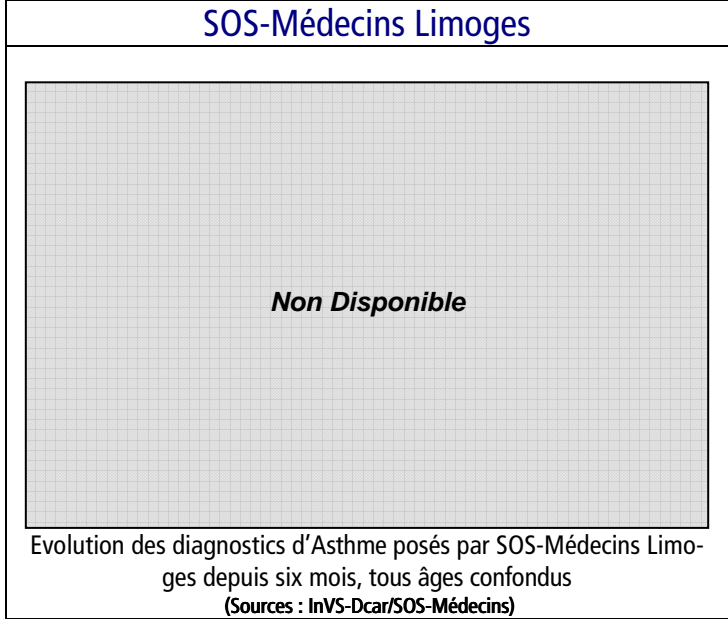 SOS-Médecins Limoges
Non Disponible
Evolution des diagnostics d'Asthme posés par SOS-Médecins Limo-
ges depuis six mois, tous âges confondus
(Sources : InVS-Dcar/SOS-Médecins)